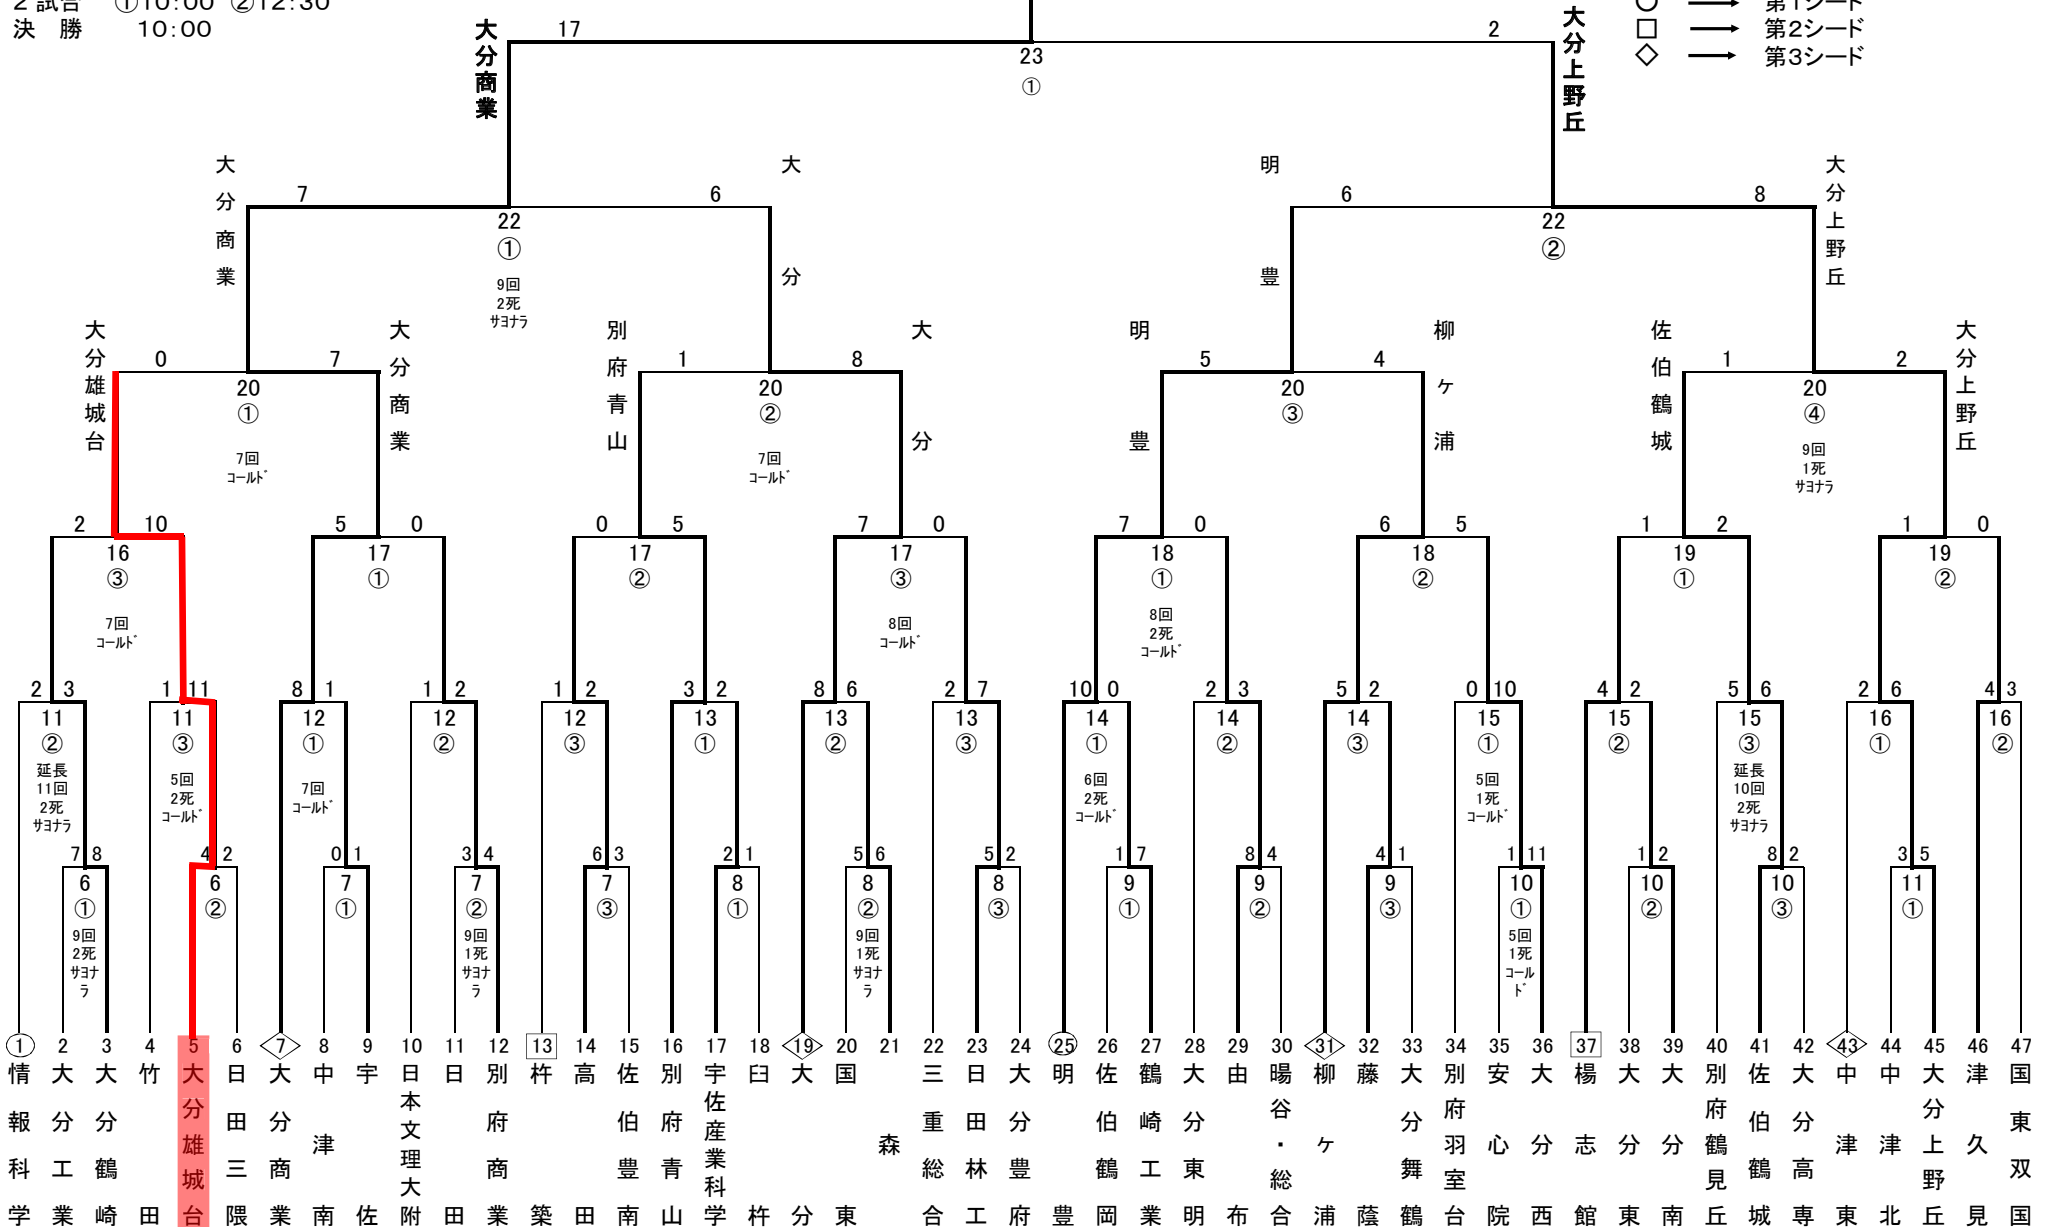 2試合 ①10:00 ②12:30
決 勝 10:00
○ → 第1シード
□ → 第2シード
◇ → 第3シード
大分商業 17 2 大分上野丘
23
①
大分商業 7 6 大分 明豊 6 8 大分上野丘
22 22
① ②
9回
2死
サヨナラ
大分雄城台 0 7 大分商業 別府青山 1 8 大分 明豊 5 4 柳ヶ浦 佐伯鶴城 1 2 大分上野丘
20 20 20 20
① ② ③ ④
7回 7回 9回
コールド コールド 1死
サヨナラ
2 10 5 0 0 5 7 0 7 0 6 5 1 2 1 0
16 17 17 17 18 18 19 19
③ ① ② ③ ① ② ① ②
7回 8回 8回
コールド コールド 2死
コールド
2 3 1 11 8 1 1 2 1 2 3 2 8 6 2 7 10 0 2 3 5 2 0 10 4 2 5 6 2 6 4 3
11 11 12 12 12 13 13 13 14 14 14 15 15 15 16 16
② ③ ① ② ③ ① ② ③ ① ② ③ ① ② ③ ① ②
延長 5回 7回 6回 5回 延長
11回 2死 コールド 2死 1死 10回
2死 コールド コールド コールド 2死
サヨナラ サヨナラ
7 8 4 2 0 1 3 4 6 3 2 1 5 6 5 2 1 7 8 4 4 1 1 11 1 2 8 2 3 5
6 6 7 7 7 8 8 8 9 9 9 10 10 10 11
① ② ① ② ③ ① ② ③ ① ② ③ ① ② ③ ①
9回 9回 9回 5回
2死 1死 1死 1死
サヨナ サヨナ サヨナ コール
ラ ラ ラ ド
1 2 3 4 5 6 7 8 9 10 11 12 13 14 15 16 17 18 19 20 21 22 23 24 25 26 27 28 29 30 31 32 33 34 35 36 37 38 39 40 41 42 43 44 45 46 47
情報科学
大分工業
大分鶴崎
竹田
大分雄城台
日田三隈
大分商業
中津南
宇佐
日本文理大附
日田
別府商業
杵築
高田
佐伯豊南
別府青山
宇佐産業科学
臼杵
大分
国東
森
三重総合
日田林工
大分豊府
明豊
佐伯鶴岡
鶴崎工業
大分東明
由布
暘谷・総合
柳ヶ浦
藤蔭
大分舞鶴
別府羽室台
安心院
大分西
楊志館
大分東
大分南
別府鶴見丘
佐伯鶴城
大分高専
中津東
中津北
大分上野丘
津久見
国東双国